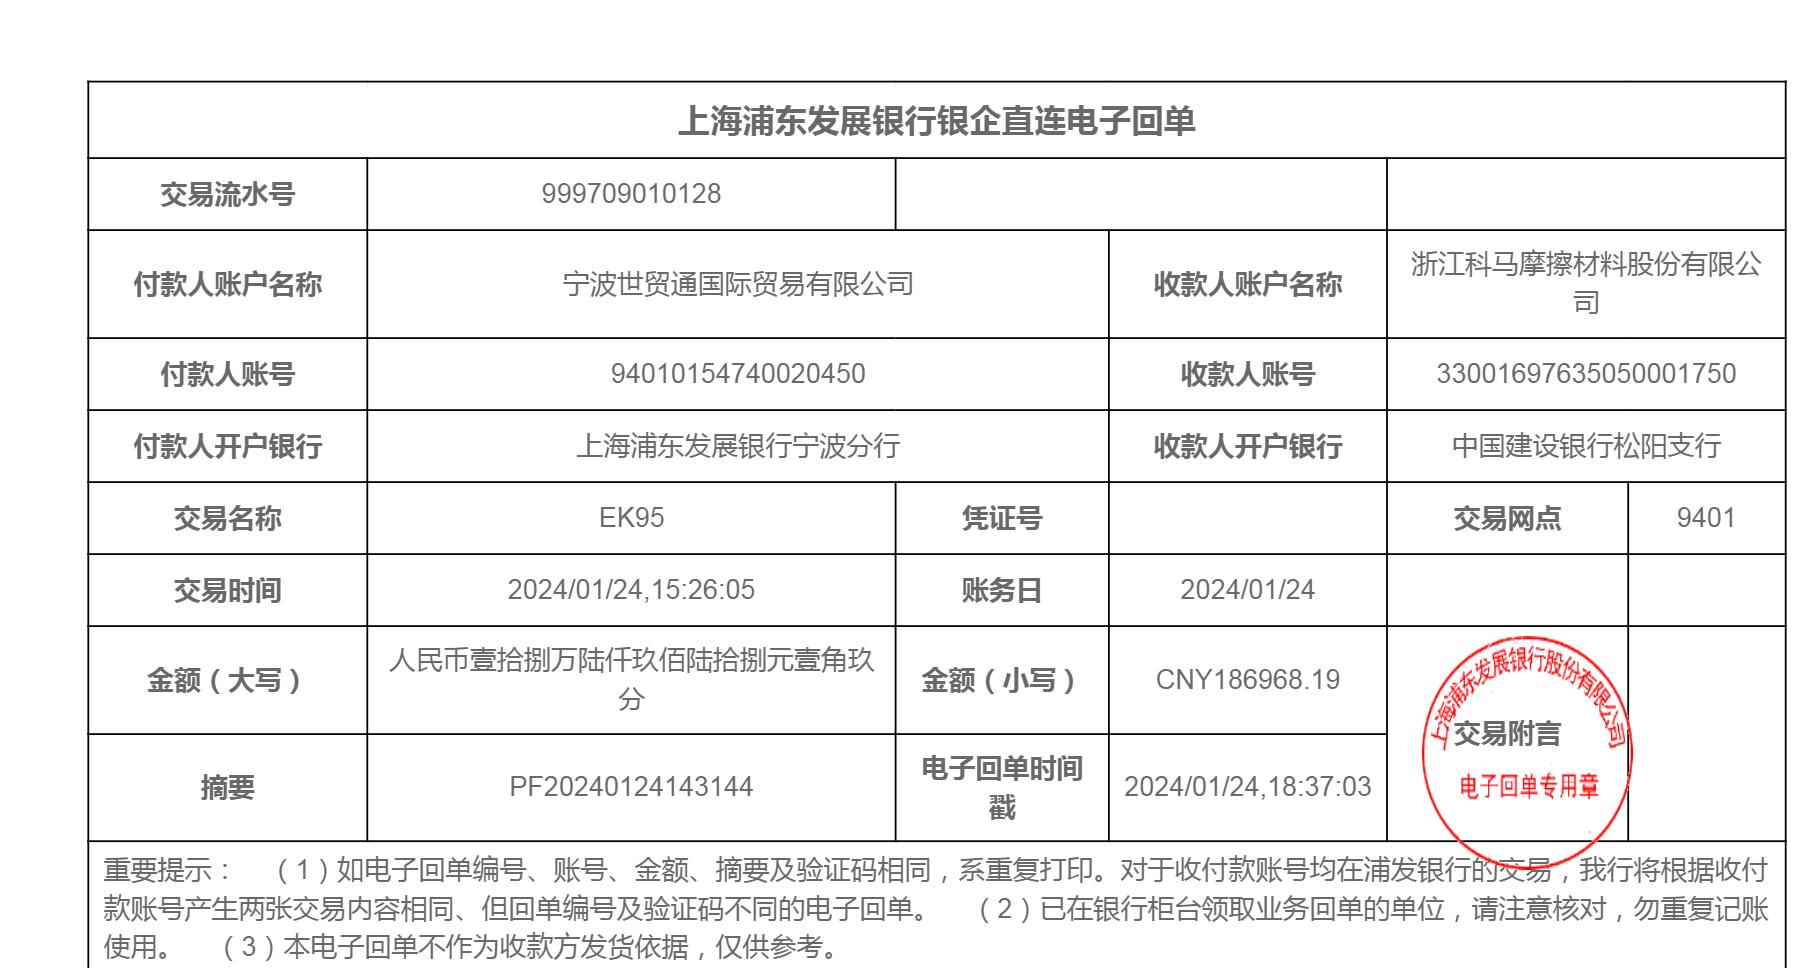 上海浦东发展银行银企直连电子回单
交易流水号 999709010128
付款人账户名称 宁波世贸通国际贸易有限公司 收款人账户名称 浙江科马摩擦材料股份有限公
司
付款人账号 94010154740020450 收款人账号 33001697635050001750
付款人开户银行 上海浦东发展银行宁波分行 收款人开户银行 中国建设银行松阳支行
交易名称 EK95 凭证号 交易网点 9401
交易时间 2024/01/24,15:26:05 账务日 2024/01/24
金额（大写） 人民币壹拾捌万陆仟玖佰陆拾捌元壹角玖
分 金额（小写） CNY186968.19
上海浦东发展银行股份有限公司
交易附言
电子回单专用章
摘要 PF20240124143144 电子回单时间
戳 2024/01/24,18:37:03
重要提示： （1）如电子回单编号、账号、金额、摘要及验证码相同，系重复打印。对于收付款账号均在浦发银行的交易，我行将根据收付
款账号产生两张交易内容相同、但回单编号及验证码不同的电子回单。 （2）已在银行柜台领取业务回单的单位，请注意核对，勿重复记账
使用。 （3）本电子回单不作为收款方发货依据，仅供参考。